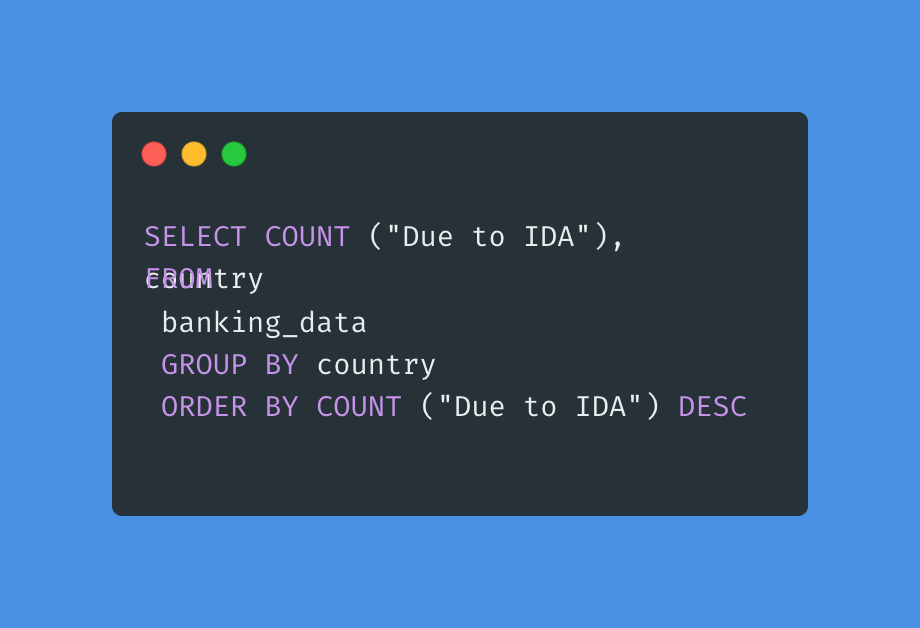 SELECT COUNT ("Due to IDA"),
country
FROM
banking_data
GROUP BY country
ORDER BY COUNT ("Due to IDA") DESC